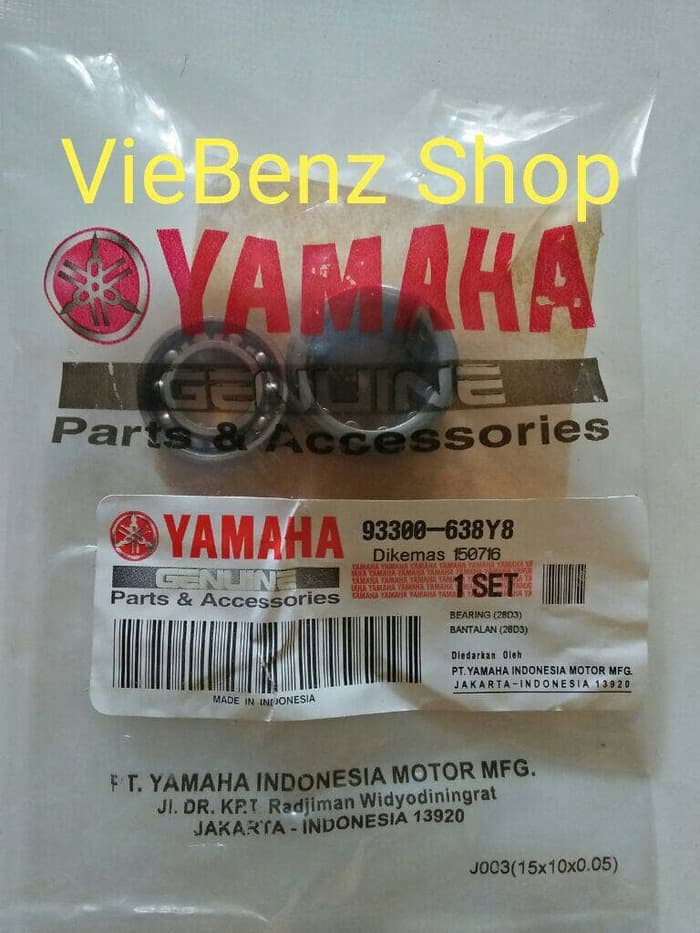 VieBenz Shop
YAMAHA
GENUINE
Parts & Accessories
YAMAHA
GENUINE
Parts & Accessories
93300-638Y8
Dikemas 150716
1 SET
BEARING (28D3)
BANTALAN (28D3)
Diedarkan Oleh
PT.YAMAHA INDONESIA MOTOR MFG.
JAKARTA-INDONESIA 13920
MADE IN INDONESIA
PT. YAMAHA INDONESIA MOTOR MFG.
Jl. DR. KRT. Radjiman Widyodiningrat
JAKARTA - INDONESIA 13920
J003(15x10x0.05)